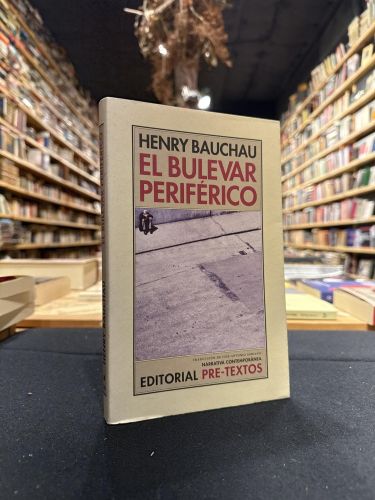 HENRY BAUCHAU
EL BULEVAR
PERIFÉRICO
NARRATIVA CONTEMPORÁNEA
EDITORIAL PRE-TEXTOS